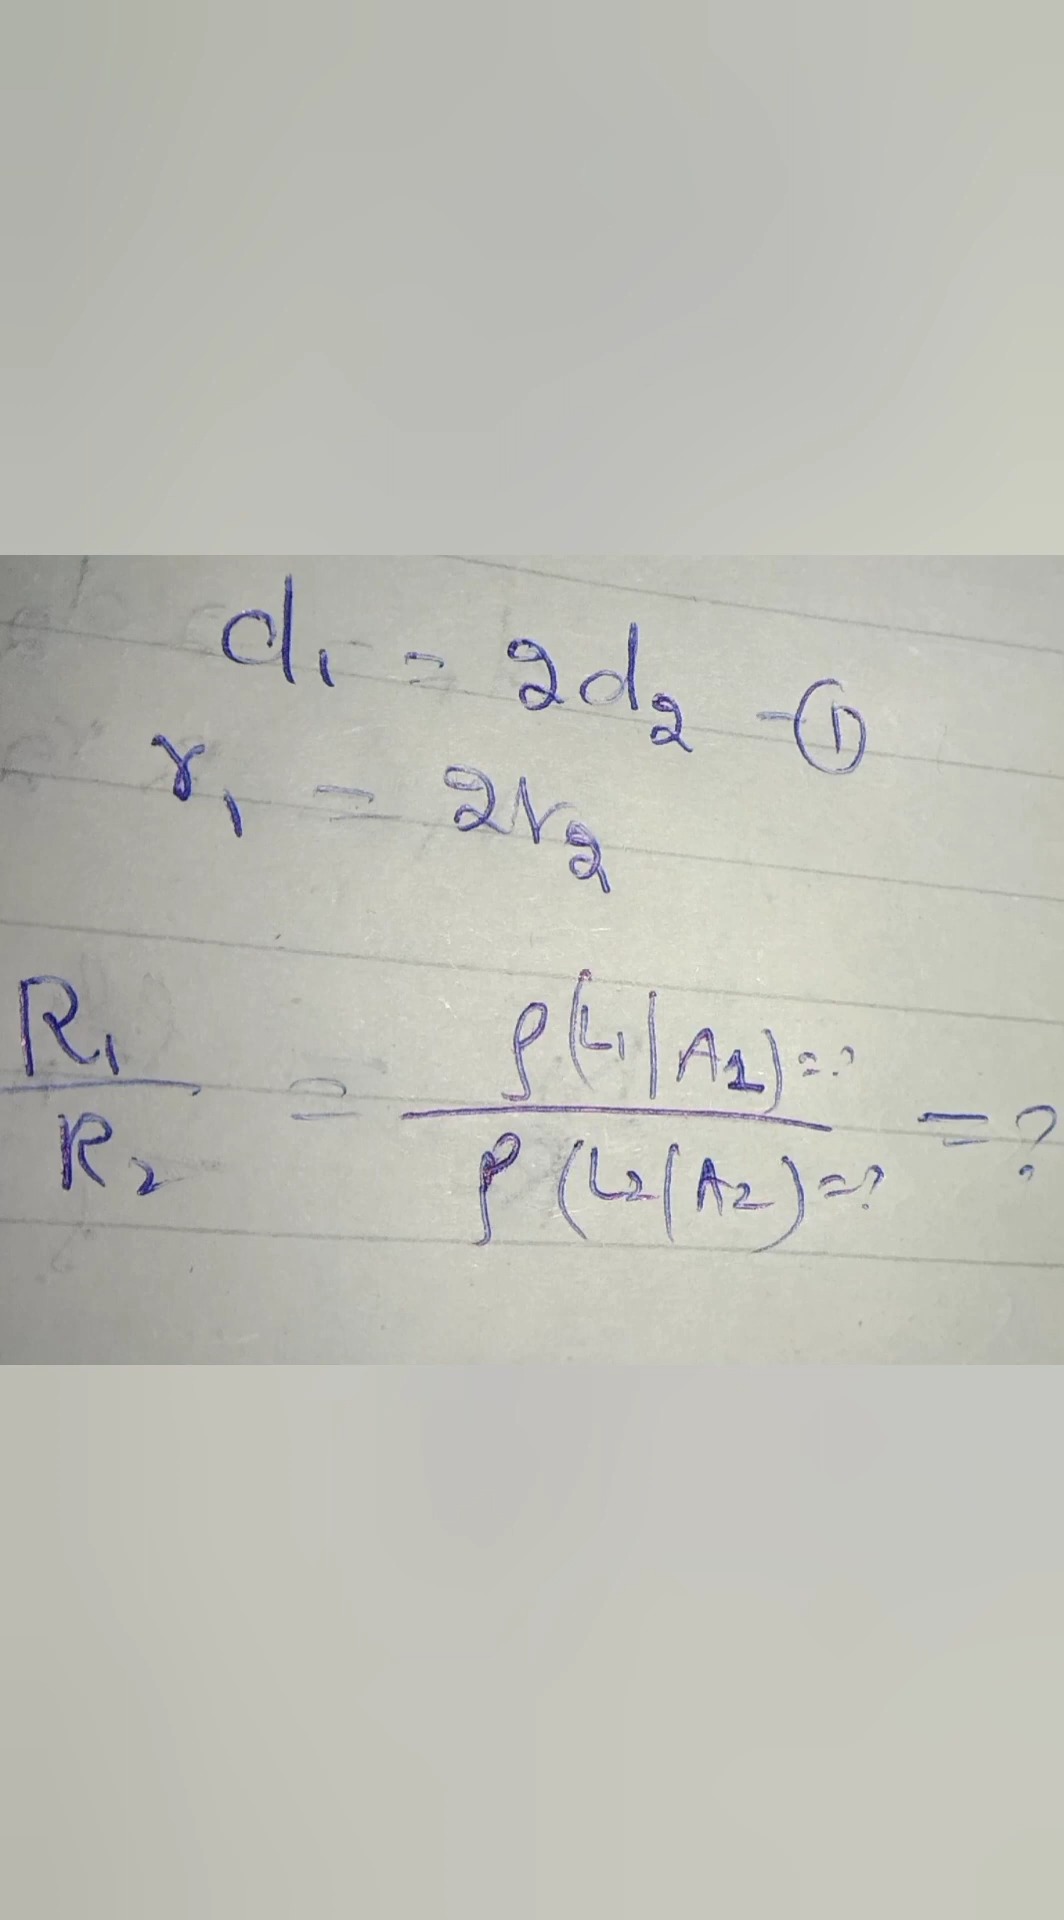 d₁ = 2d₂ -①
r₁ = 2r₂
R₁ / R₂ = ρ(L₁/A₁)=? / ρ(L₂/A₂)=? = ?